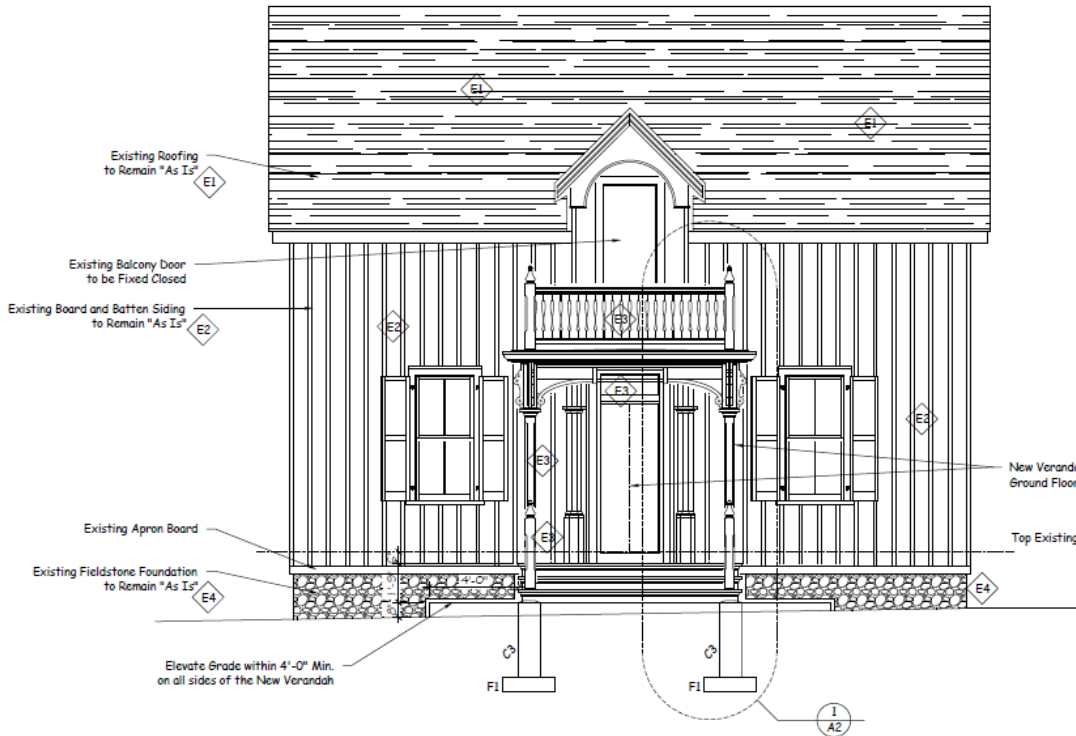 E1
E1
Existing Roofing
to Remain "As Is"
E1
Existing Balcony Door
to be Fixed Closed
Existing Board and Batten Siding
to Remain "As Is"
E2
E2
E3
E3
E2
E3
New Veranda
Ground Floor
E3
Existing Apron Board
Top Existing
Existing Fieldstone Foundation
to Remain "As Is"
E4
4'-0"
E4
Elevate Grade within 4'-0" Min.
on all sides of the New Verandah
C3
C3
F1
F1
1
A2